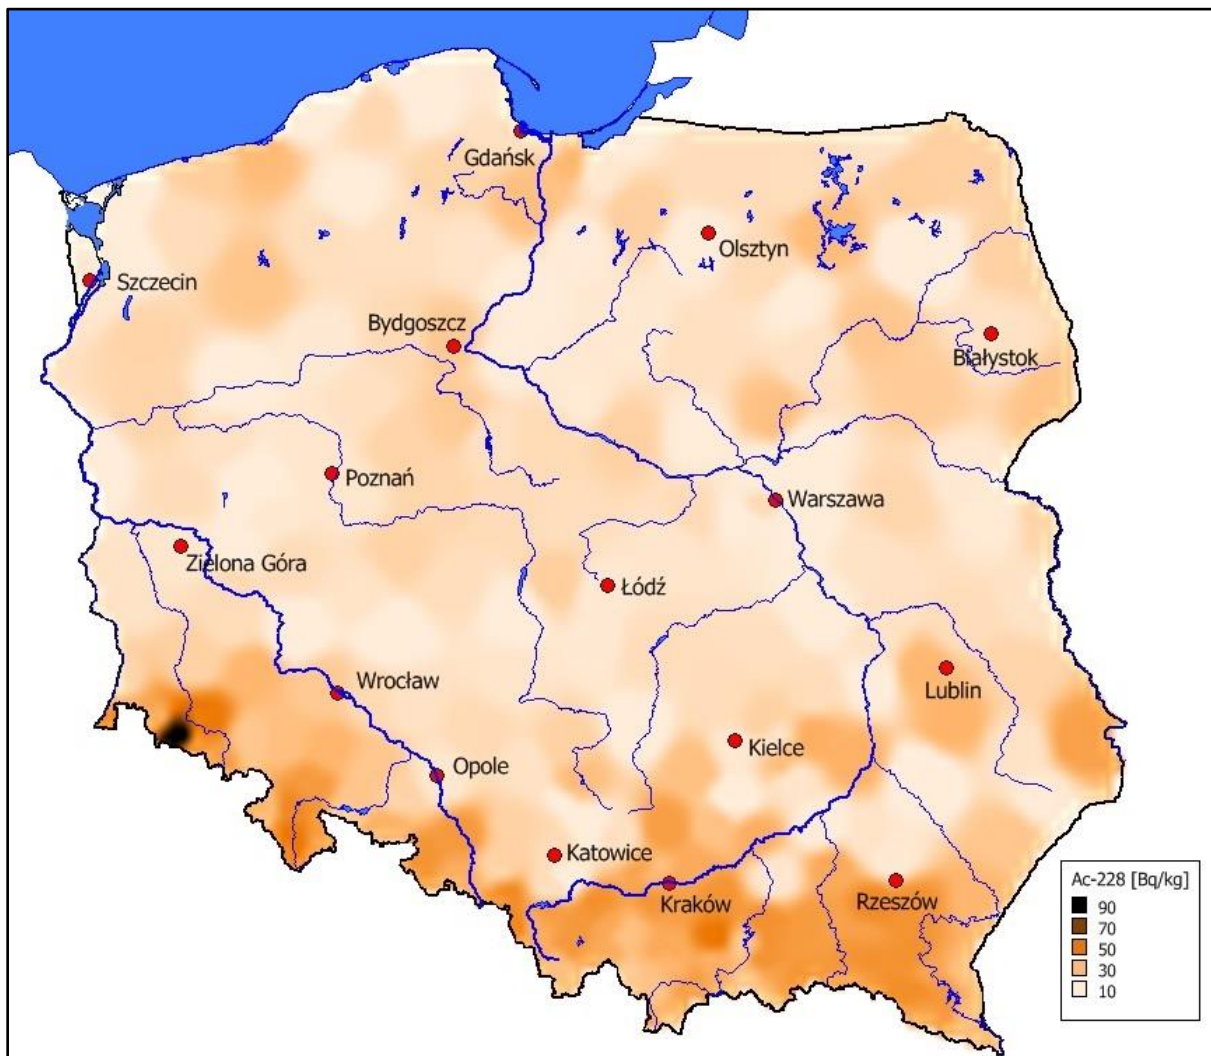 Gdańsk
Olsztyn
Szczecin
Bydgoszcz
Białystok
Poznań
Warszawa
Zielona Góra
Łódź
Wrocław
Lublin
Kielce
Opole
Katowice
Kraków
Rzeszów
Ac-228 [Bq/kg]
90
70
50
30
10